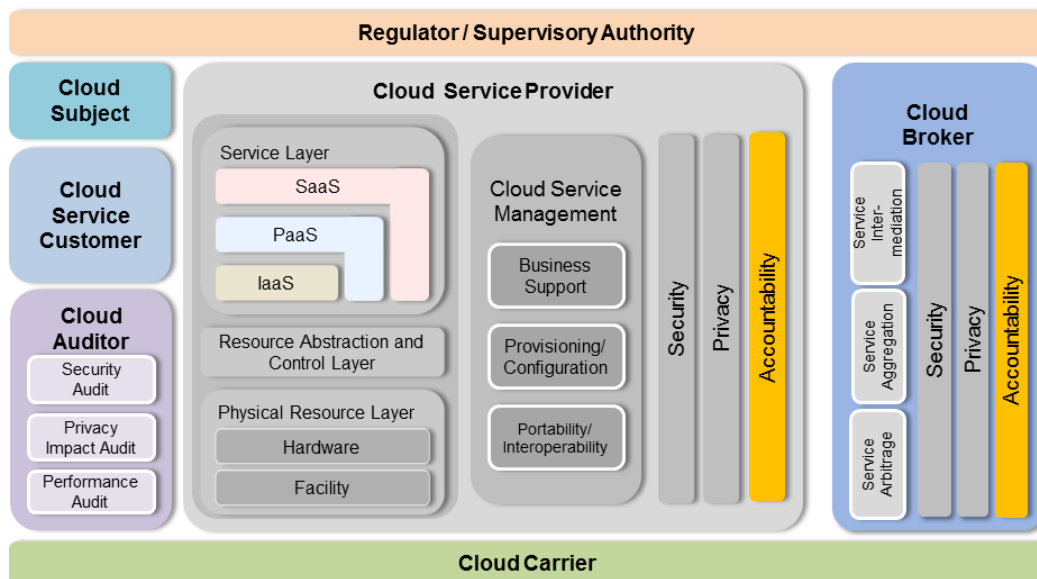 Regulator / Supervisory Authority
Cloud
Subject
Cloud
Service
Customer
Cloud
Auditor
Security
Audit
Privacy
Impact Audit
Performance
Audit
Cloud Service Provider
Service Layer
SaaS
PaaS
IaaS
Resource Abstraction and
Control Layer
Physical Resource Layer
Hardware
Facility
Cloud Service
Management
Business
Support
Provisioning/
Configuration
Portability/
Interoperability
Security
Privacy
Accountability
Cloud
Broker
Service
Inter-
mediation
Service
Aggregation
Service
Arbitrage
Security
Privacy
Accountability
Cloud Carrier